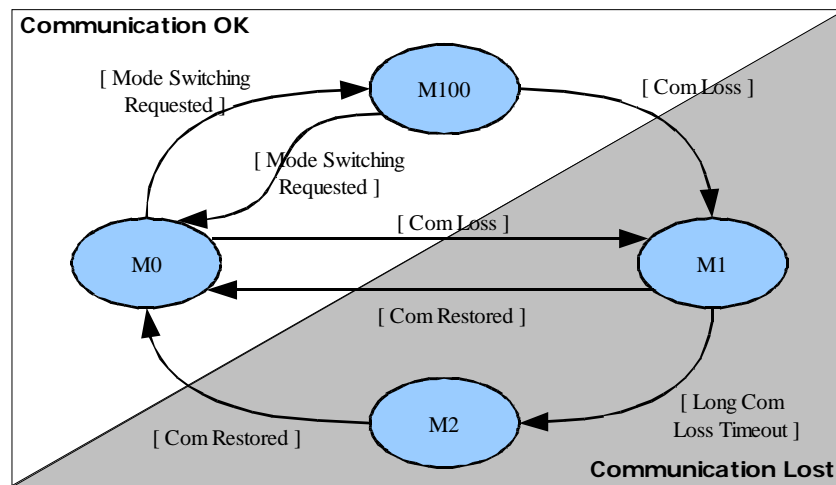 Communication OK
[ Mode Switching
Requested ]
M100
[ Com Loss ]
[ Mode Switching
Requested ]
[ Com Loss ]
M0
M1
[ Com Restored ]
[ Long Com
Loss Timeout ]
M2
[ Com Restored ]
Communication Lost